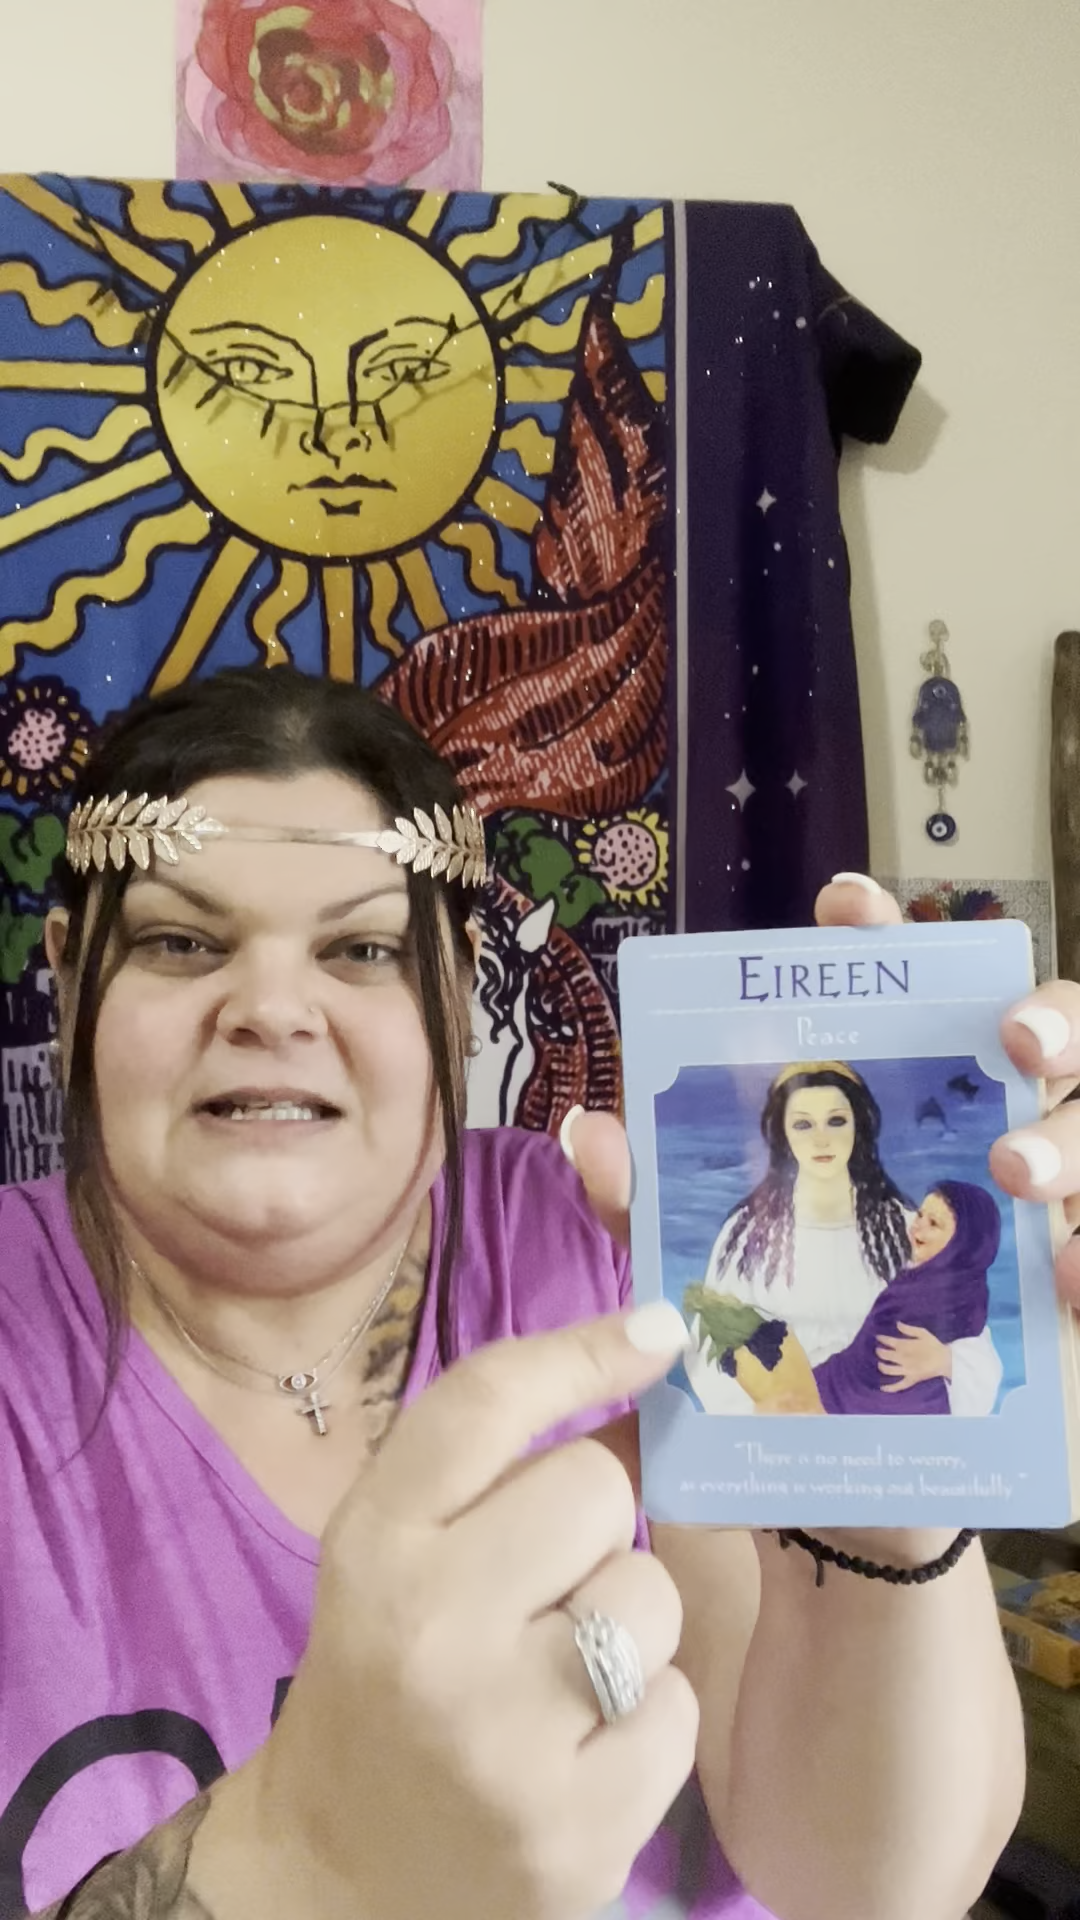 EIREEN
Peace
"There is no need to worry,
as everything is working out beautifully"